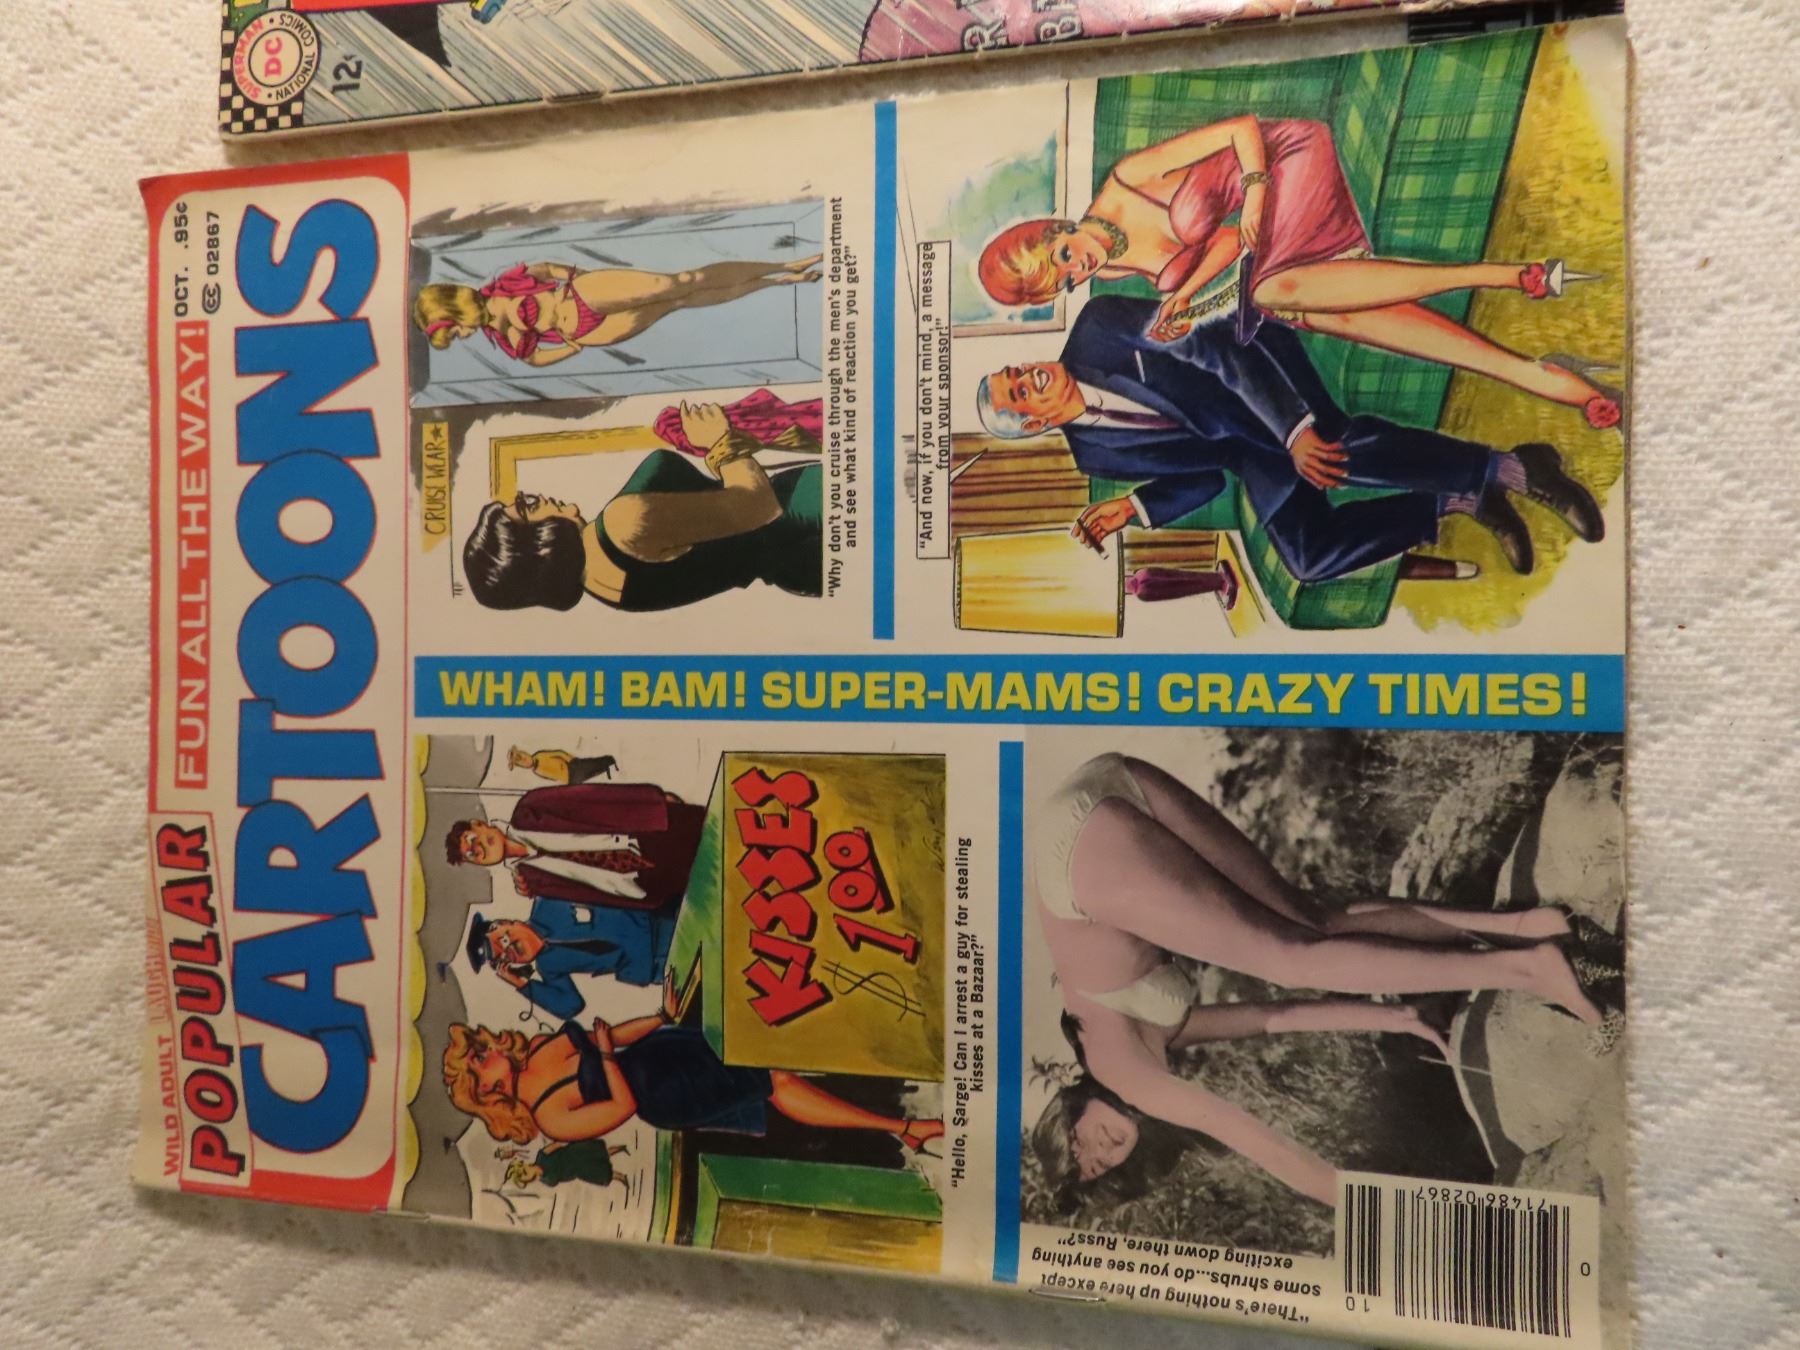 SUPERMAN
DC
NATIONAL COMICS
12¢
WILD ADULT LAUGHTER!
POPULAR
FUN ALL THE WAY!
OCT. .95¢
CC 02867
CARTOONS
KISSES
$1.00
"Hello, Sarge! Can I arrest a guy for stealing
kisses at a Bazaar?"
CRUISE WEAR
"Why don't you cruise through the men's department
and see what kind of reaction you get?"
WHAM! BAM! SUPER-MAMS! CRAZY TIMES!
"There's nothing up here except
some shrubs...do you see anything
exciting down there, Russ?"
10
71486 02867
0
"And now, if you don't mind, a message
from your sponsor!"